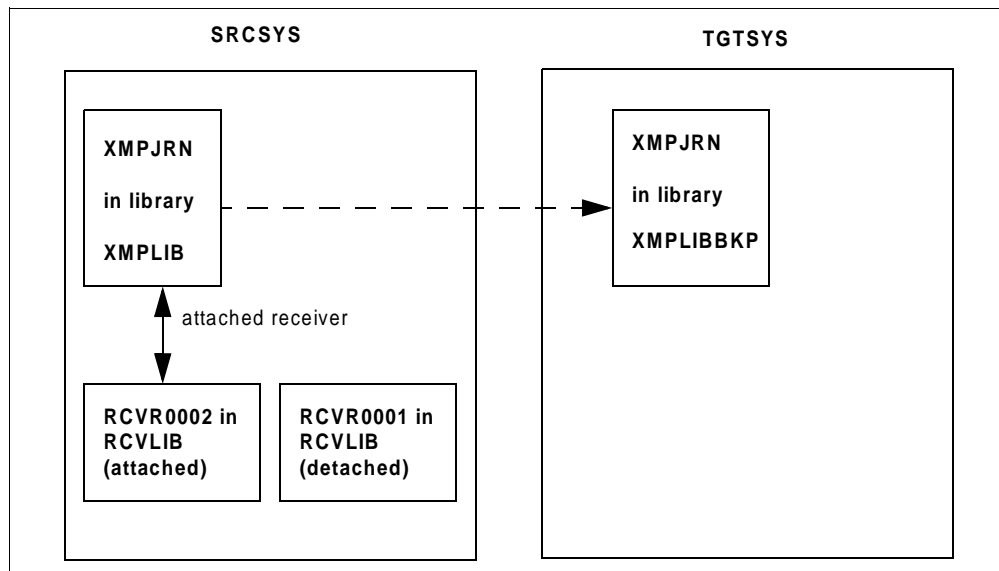 SRCSYS
TGTSYS
XMPJRN
in library
XMPLIB
XMPJRN
in library
XMPLIBBKP
attached receiver
RCVR0002 in
RCVLIB
(attached)
RCVR0001 in
RCVLIB
(detached)